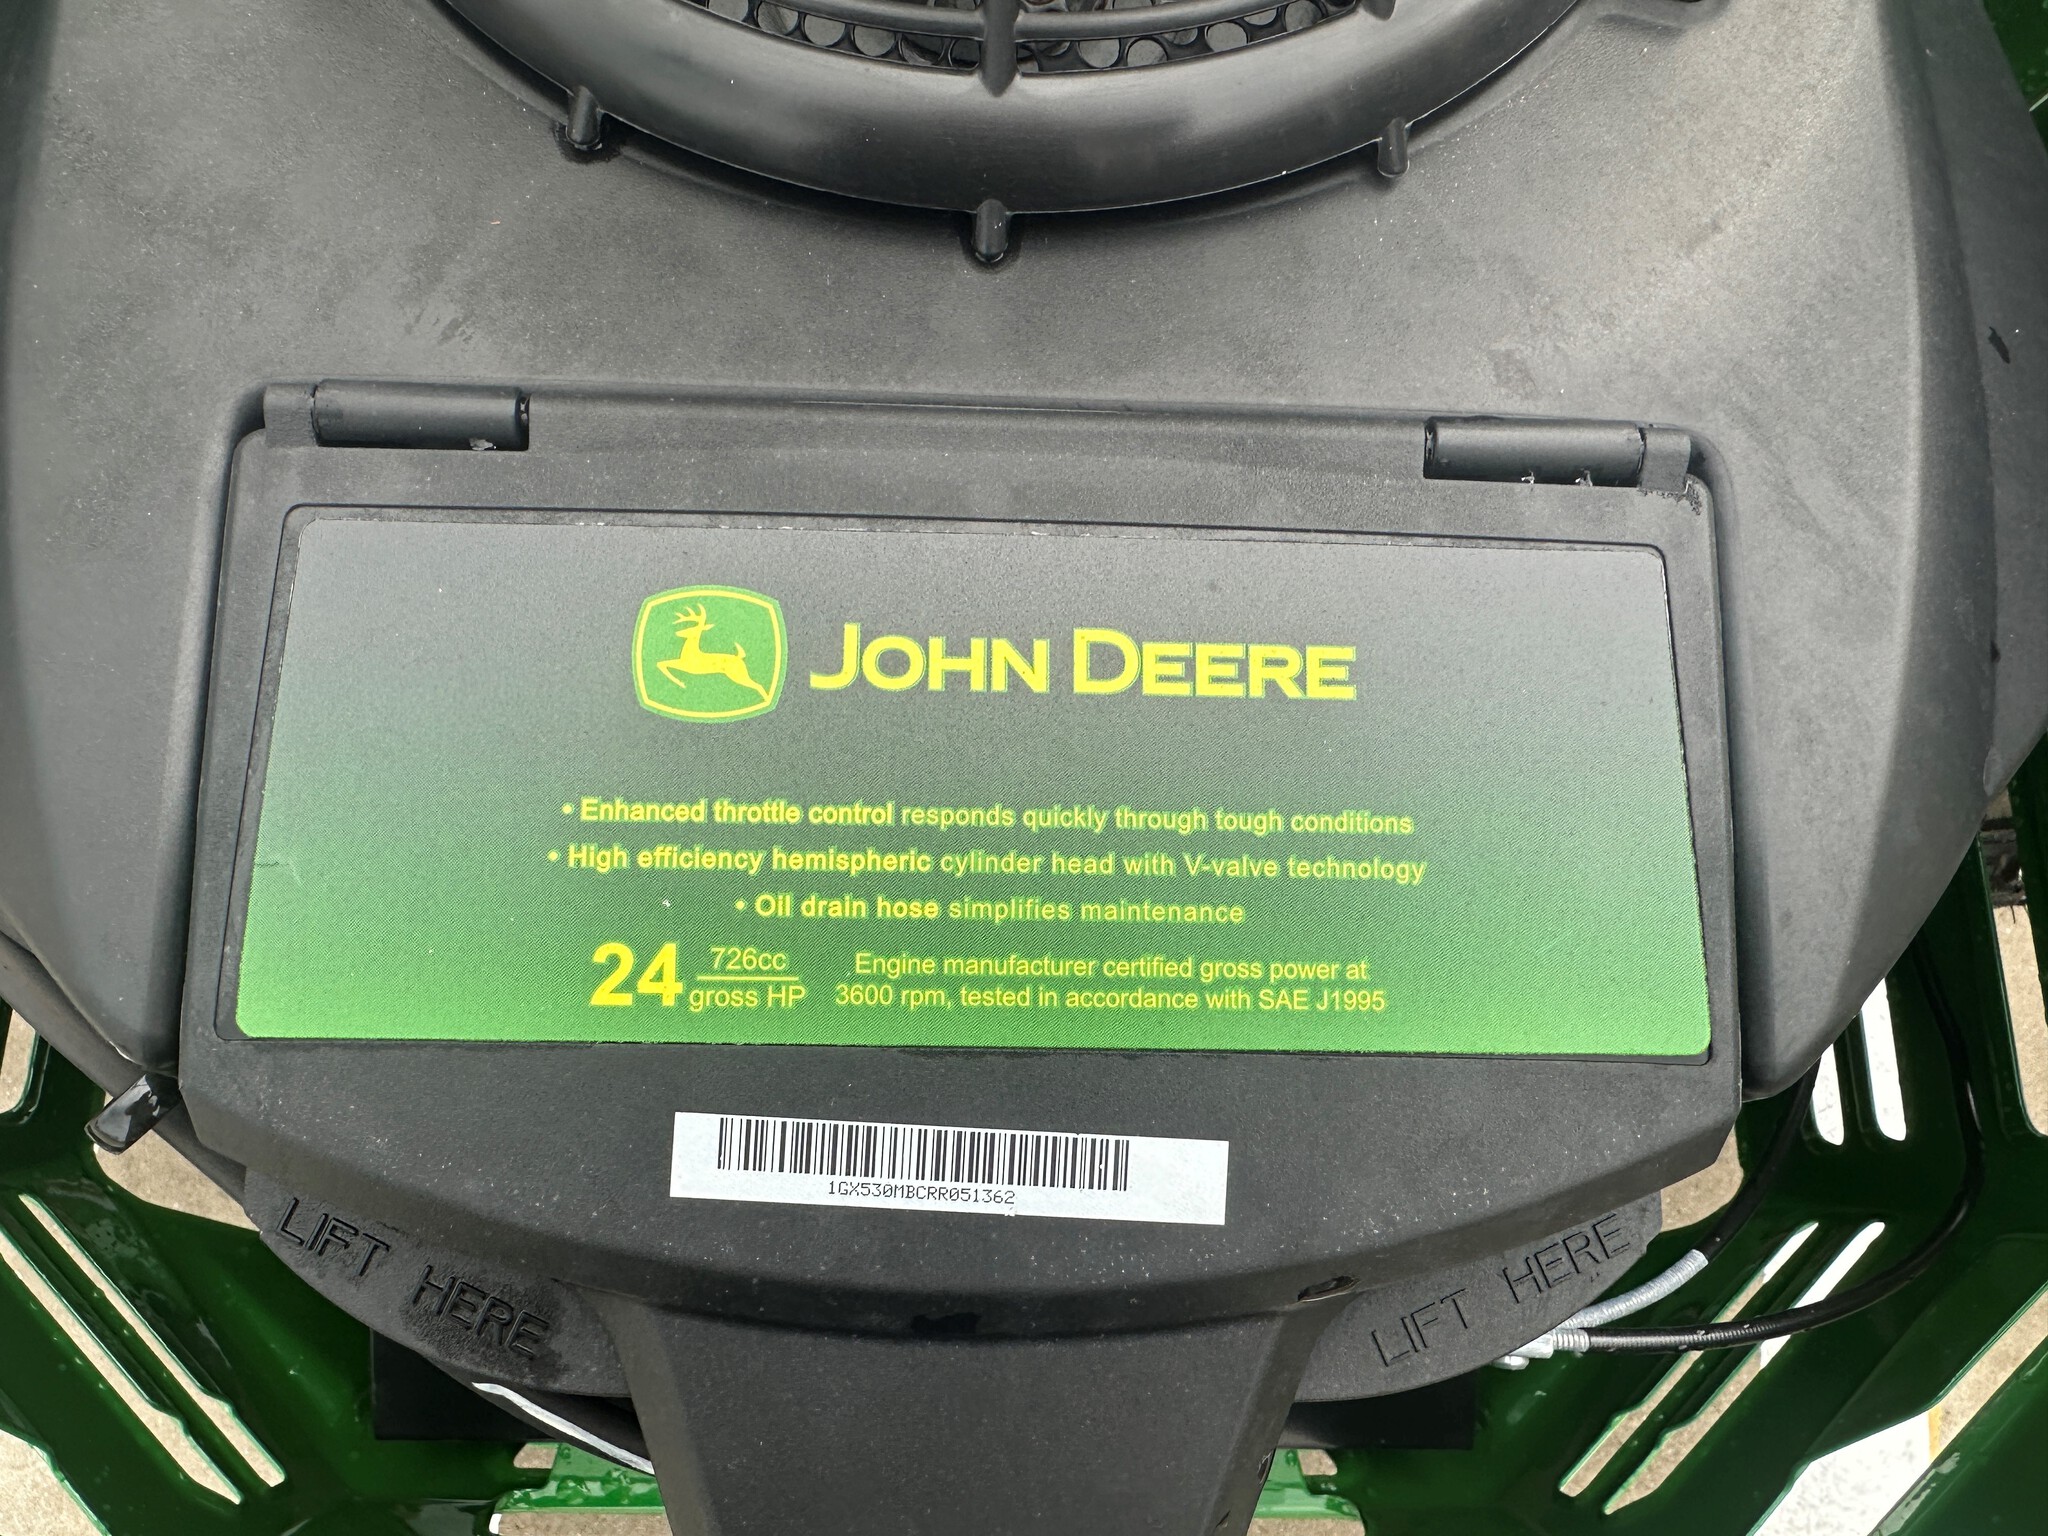 JOHN DEERE
• Enhanced throttle control responds quickly through tough conditions
• High efficiency hemispheric cylinder head with V-valve technology
• Oil drain hose simplifies maintenance
24 726cc gross HP
Engine manufacturer certified gross power at
3600 rpm, tested in accordance with SAE J1995
1GX530MBCRR051362
LIFT HERE
LIFT HERE